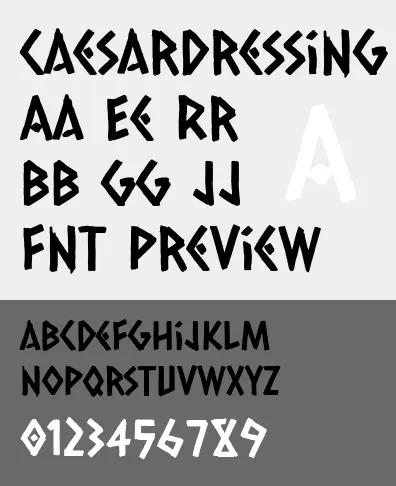 CAESARDRESSiNG
AA EE RR
A
BB GG JJ
FNT PREViEW
ABCDEFGHiJKLM
NOPQRSTUVWXYZ
0123456789